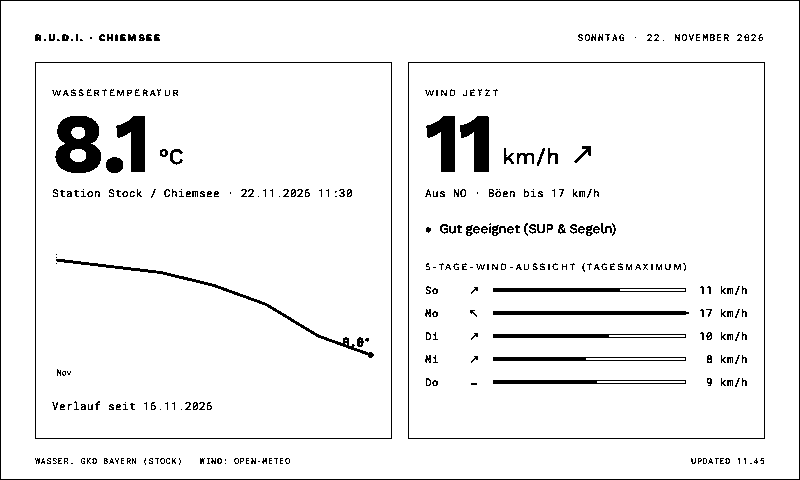 R.U.D.I. · CHIEMSEE
SONNTAG · 22. NOVEMBER 2026
WASSERTEMPERATUR
8.1 °C
Station Stock / Chiemsee · 22.11.2026 11:30
8.0°
Nov
Verlauf seit 16.11.2026
WIND JETZT
11 km/h ↗
Aus NO · Böen bis 17 km/h
• Gut geeignet (SUP & Segeln)
5-TAGE-WIND-AUSSICHT (TAGESMAXIMUM)
So ↗ 11 km/h
Mo ↖ 17 km/h
Di ↗ 10 km/h
Mi ↗ 8 km/h
Do – 9 km/h
WASSER: GKD BAYERN (STOCK) WIND: OPEN-METEO
UPDATED 11:45